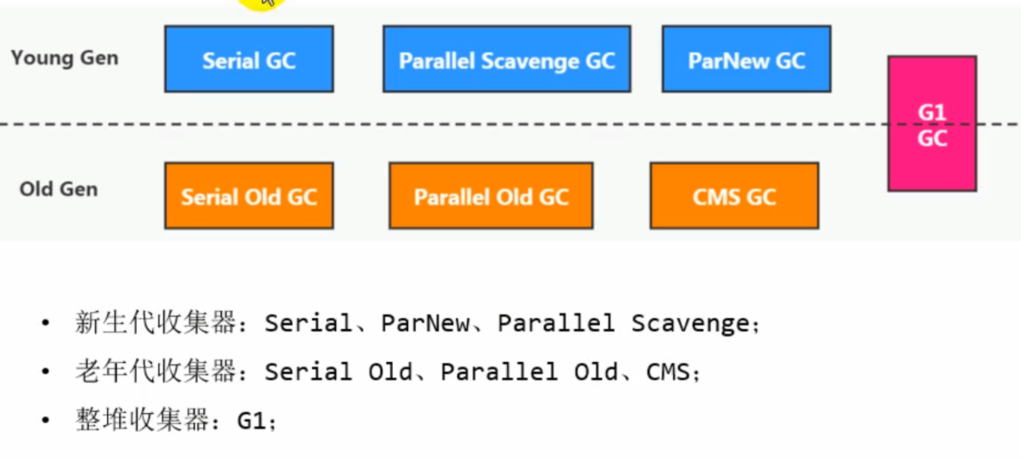 Young Gen
Serial GC
Parallel Scavenge GC
ParNew GC
G1
GC
Old Gen
Serial Old GC
Parallel Old GC
CMS GC
• 新生代收集器：Serial、ParNew、Parallel Scavenge；
• 老年代收集器：Serial Old、Parallel Old、CMS；
• 整堆收集器：G1；